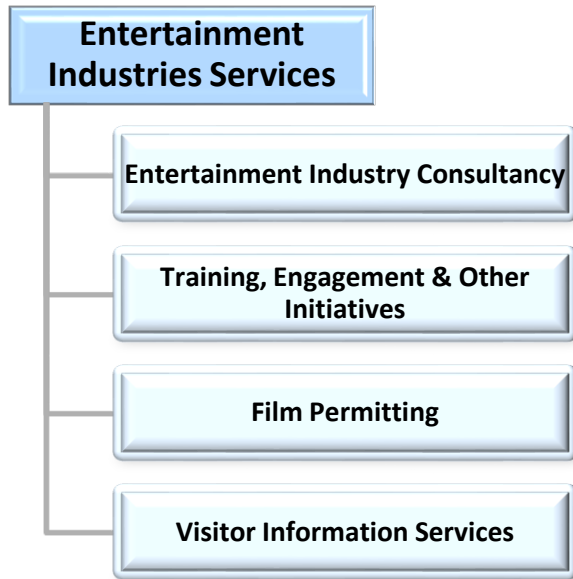 Entertainment
Industries Services
Entertainment Industry Consultancy
Training, Engagement & Other
Initiatives
Film Permitting
Visitor Information Services